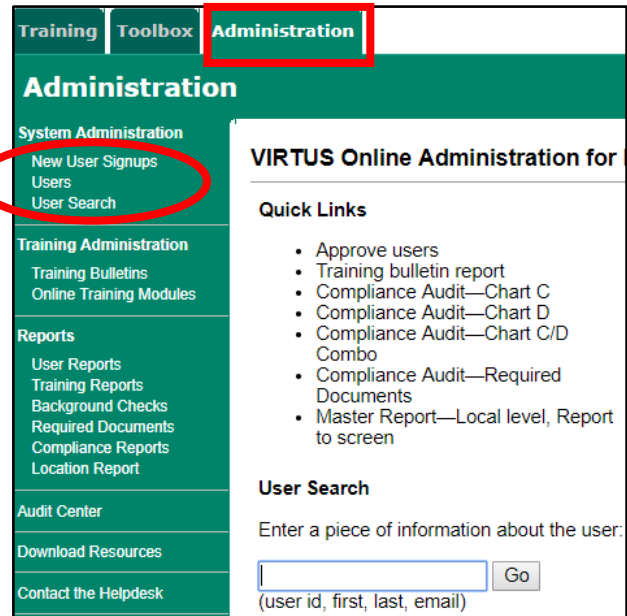 Training Toolbox Administration
Administration
System Administration
New User Signups
Users
User Search
Training Administration
Training Bulletins
Online Training Modules
Reports
User Reports
Training Reports
Background Checks
Required Documents
Compliance Reports
Location Report
Audit Center
Download Resources
Contact the Helpdesk
VIRTUS Online Administration for
Quick Links
• Approve users
• Training bulletin report
• Compliance Audit—Chart C
• Compliance Audit—Chart D
• Compliance Audit—Chart C/D
Combo
• Compliance Audit—Required
Documents
• Master Report—Local level, Report
to screen
User Search
Enter a piece of information about the user:
Go
(user id, first, last, email)